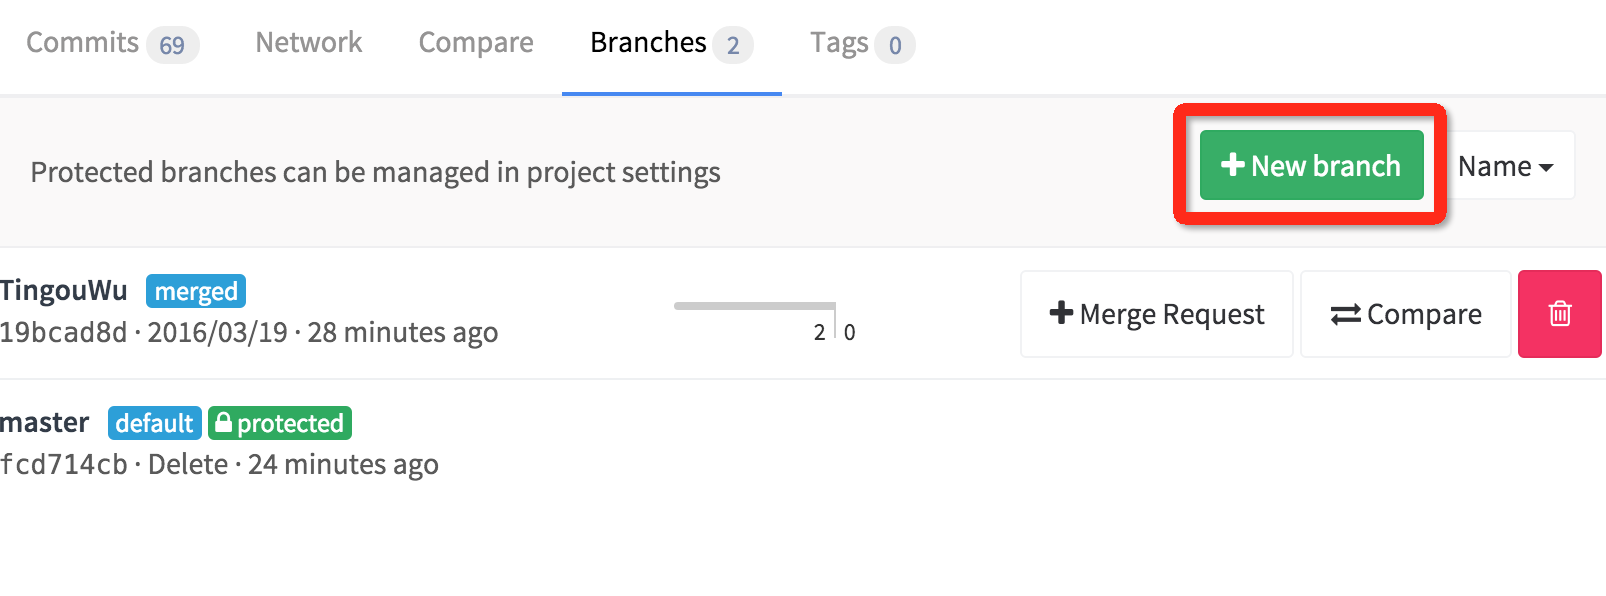 Commits 69 Network Compare Branches 2 Tags 0
Protected branches can be managed in project settings
New branch Name
TingouWu merged
19bcad8d · 2016/03/19 · 28 minutes ago
2 0
Merge Request Compare
master default protected
fcd714cb · Delete · 24 minutes ago